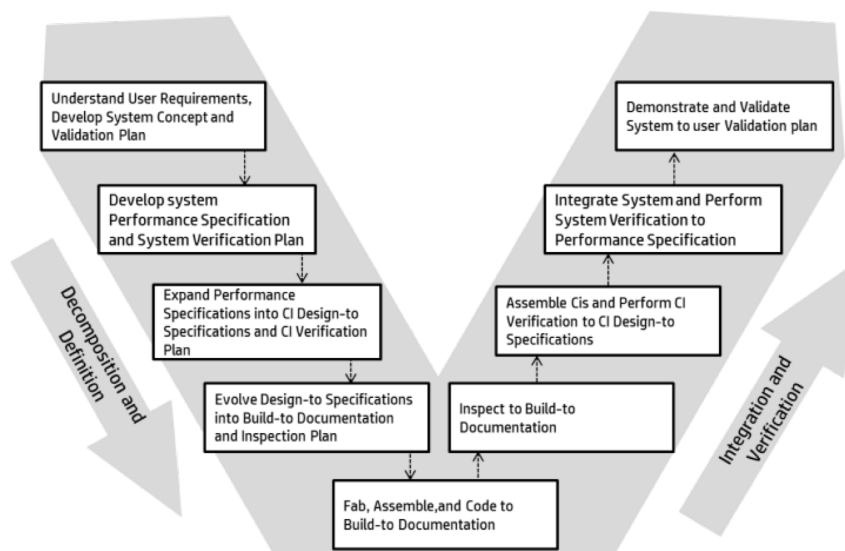 Understand User Requirements,
Develop System Concept and
Validation Plan
Develop system
Performance Specification
and System Verification Plan
Expand Performance
Specifications into CI Design-to
Specifications and CI Verification
Plan
Evolve Design-to Specifications
into Build-to Documentation
and Inspection Plan
Fab, Assemble,and Code to
Build-to Documentation
Inspect to Build-to
Documentation
Assemble Cis and Perform CI
Verification to CI Design-to
Specifications
Integrate System and Perform
System Verification to
Performance Specification
Demonstrate and Validate
System to user Validation plan
Decomposition and
Definition
Integration and
Verification